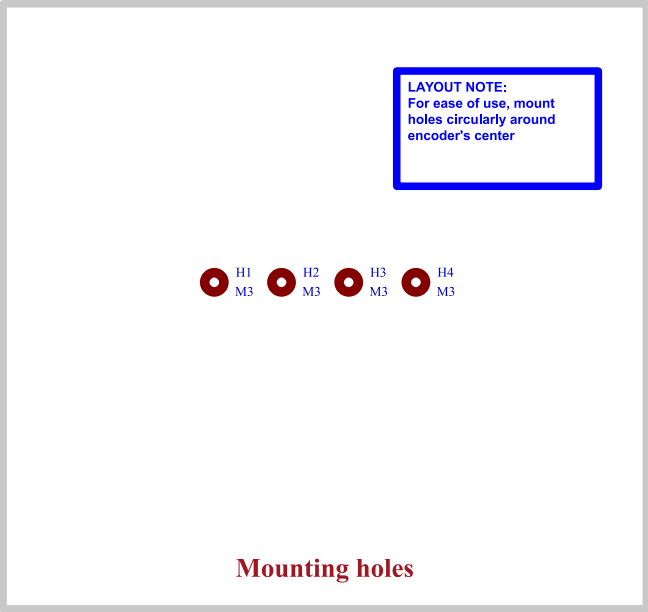 LAYOUT NOTE:
For ease of use, mount
holes circularly around
encoder's center
H1 H2 H3 H4
M3 M3 M3 M3
Mounting holes